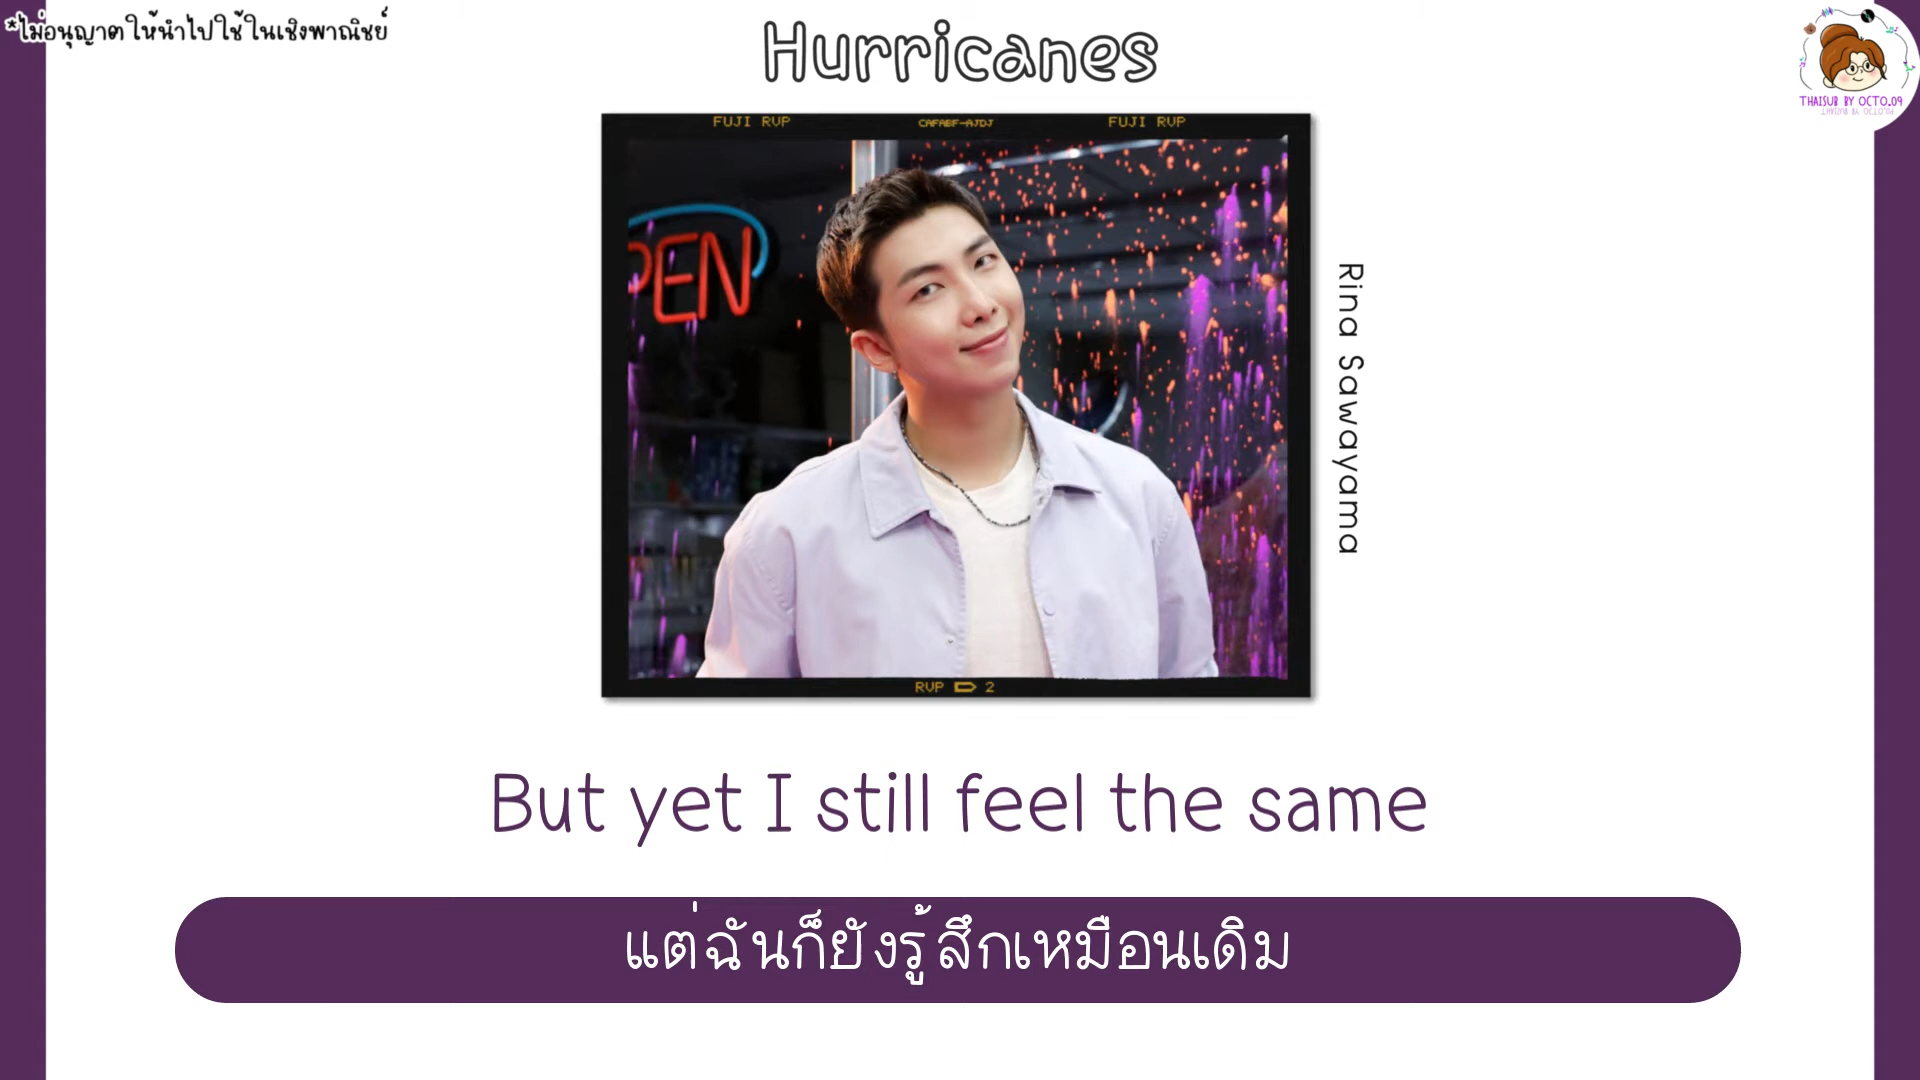 *ไม่อนุญาตให้นำไปใช้ในเชิงพาณิชย์
Hurricanes
THAISUB BY OCTO.09
FUJI RVP
CAFABF-AJDJ
FUJI RVP
PEN
Rina Sawayama
RVP 2
But yet I still feel the same
แต่ฉันก็ยังรู้สึกเหมือนเดิม